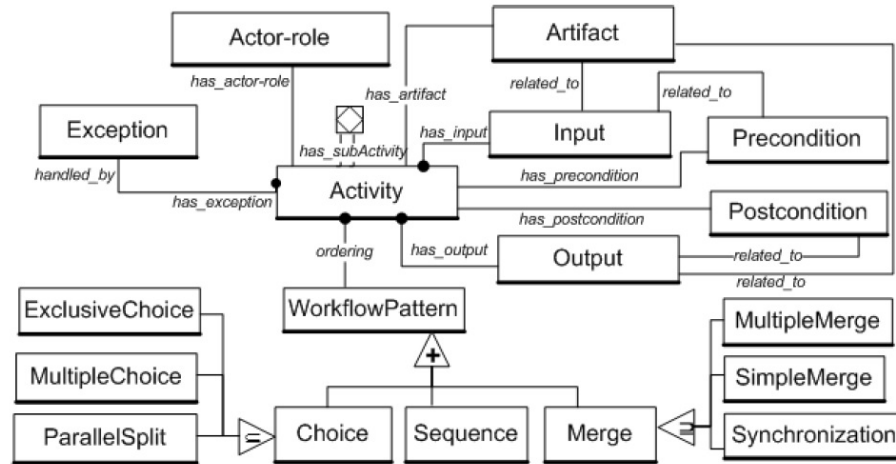 Actor-role
Artifact
has_actor-role
has_artifact
related_to
related_to
Exception
has_input
Input
Precondition
has_subActivity
handled_by
Activity
has_precondition
has_exception
has_postcondition
Postcondition
ordering
has_output
Output
related_to
related_to
ExclusiveChoice
WorkflowPattern
MultipleMerge
+
MultipleChoice
SimpleMerge
ParallelSplit
Choice
Sequence
Merge
Synchronization